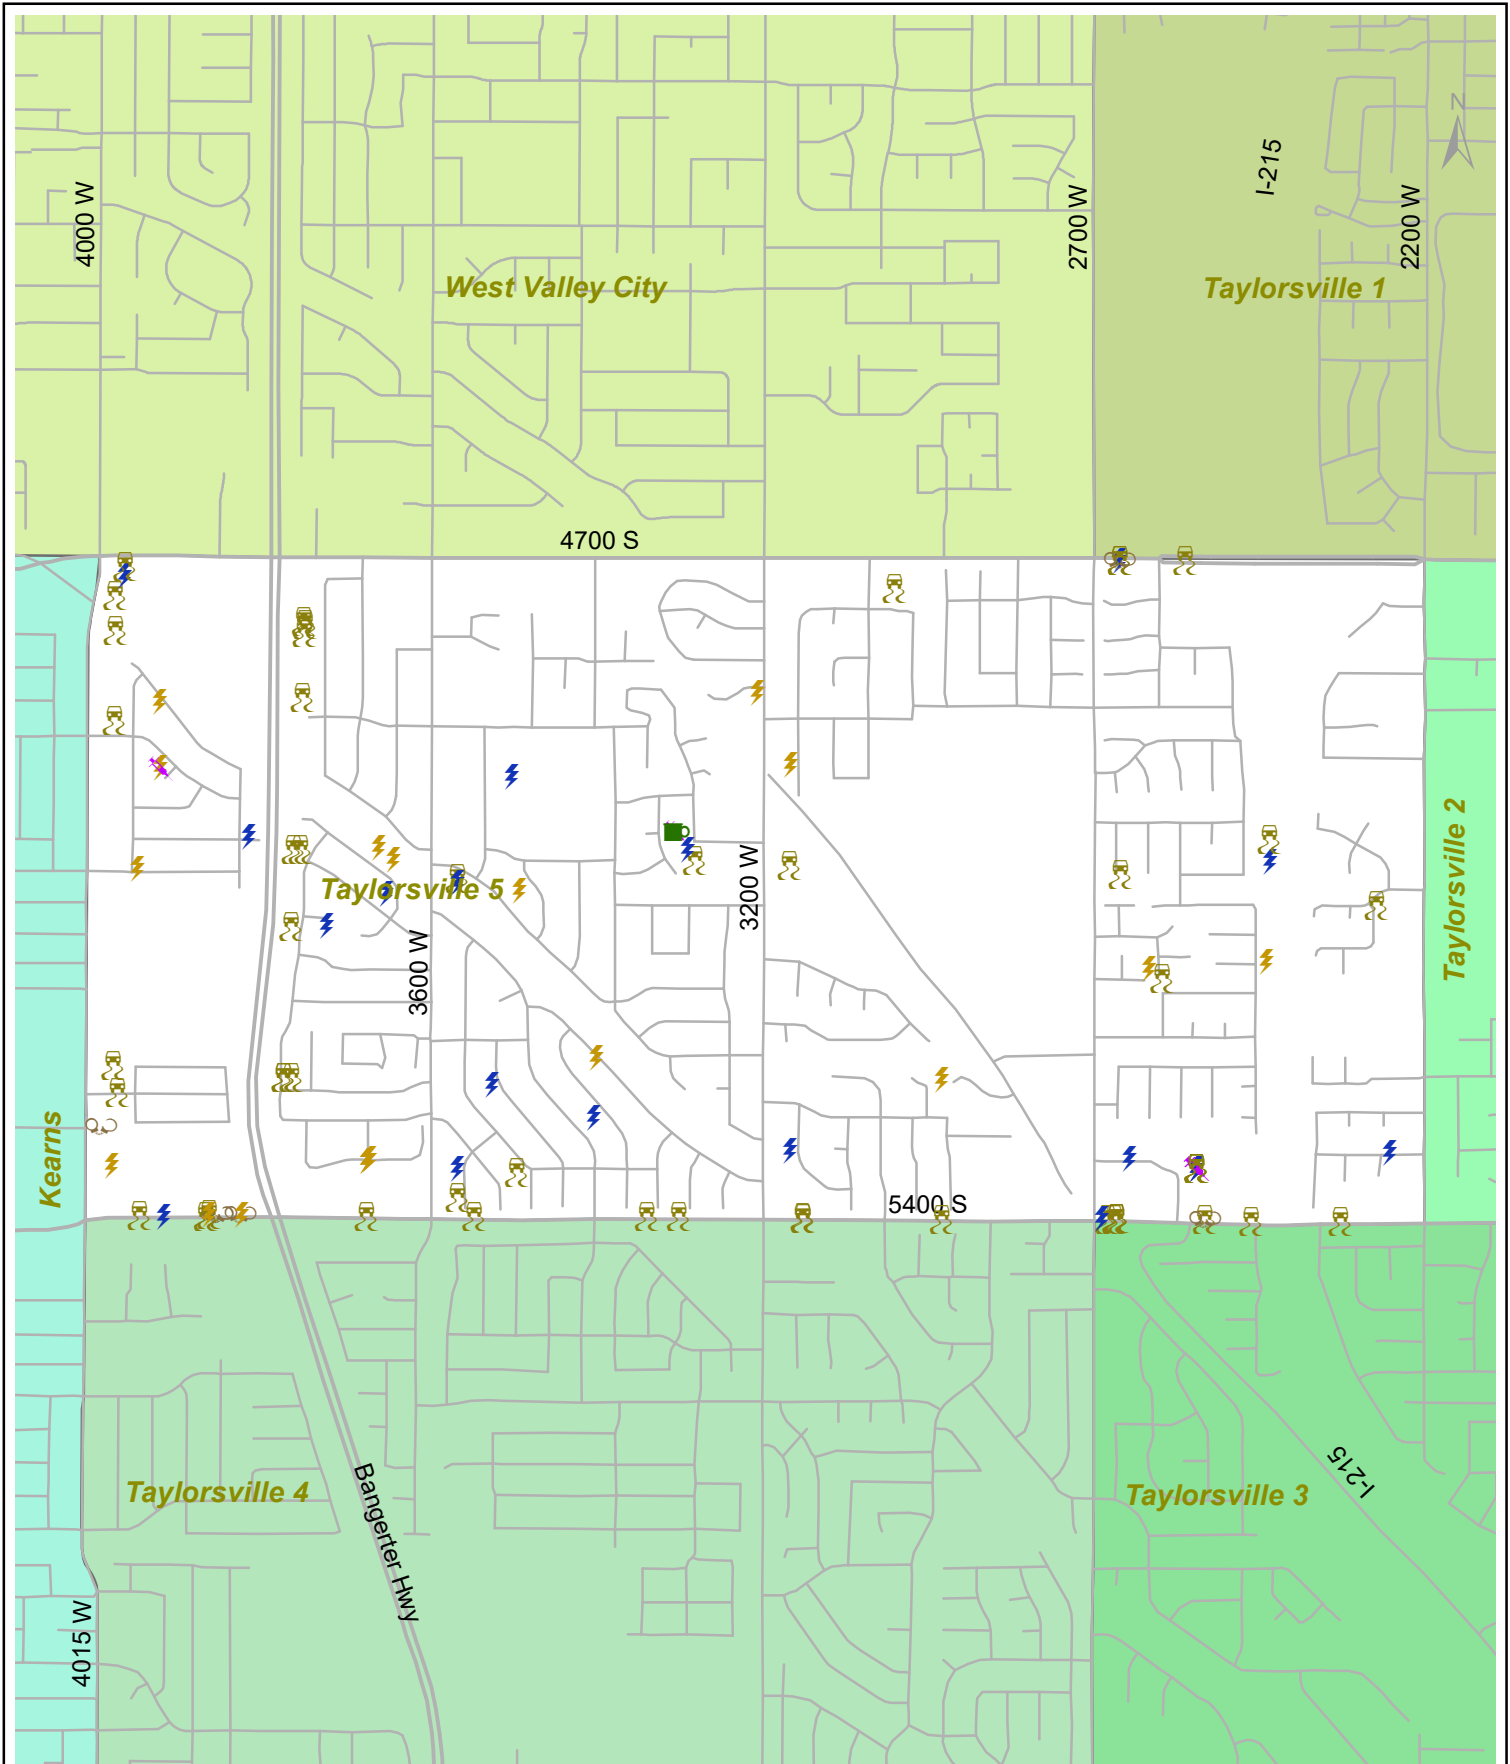 N
I-215
4000 W
2700 W
2200 W
West Valley City
Taylorsville 1
4700 S
Taylorsville 2
3200 W
Taylorsville 5
3600 W
Kearns
5400 S
I-215
Taylorsville 4
Taylorsville 3
Bangerter Hwy
4015 W